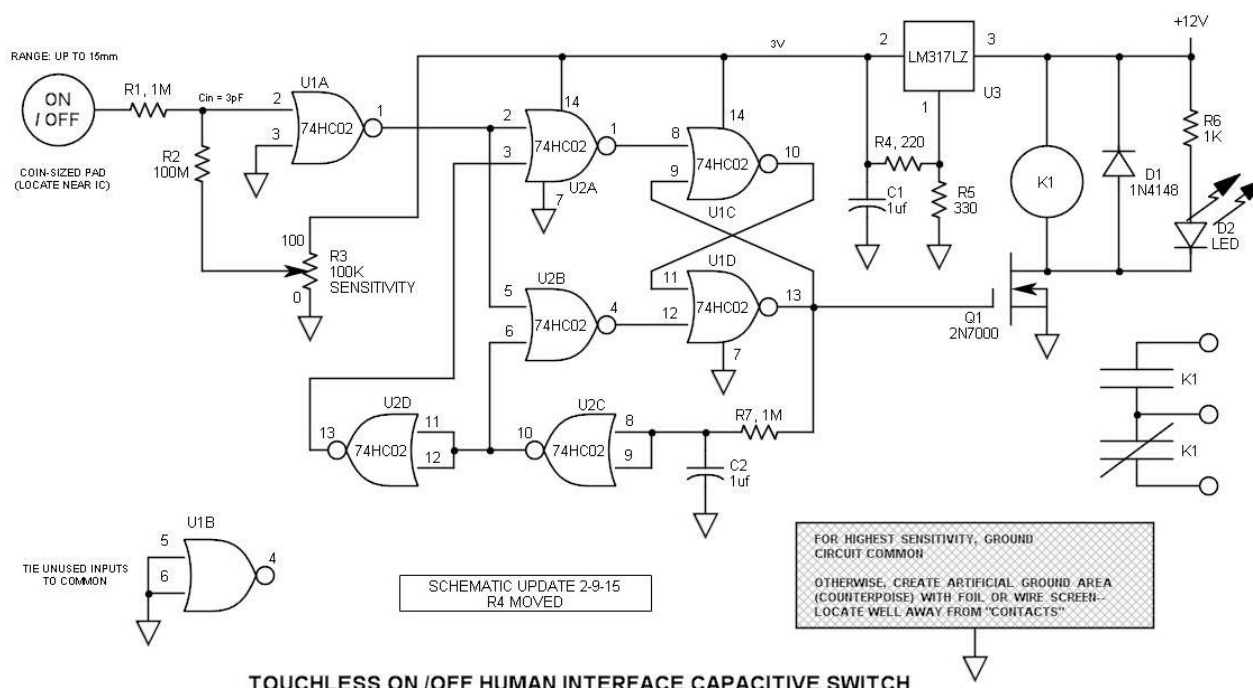 +12V
RANGE: UP TO 15mm
ON
/ OFF
R1, 1M
Cin = 3pF
2
3
U1A
74HC02
1
R2
100M
COIN-SIZED PAD
(LOCATE NEAR IC)
100
R3
100K
SENSITIVITY
0
3V
14
2
3
74HC02
1
U2A
7
14
8
9
74HC02
10
U1C
2
LM317LZ
3
1
U3
R4, 220
C1
1uf
R5
330
K1
D1
1N4148
R6
1K
D2
LED
U2B
5
6
74HC02
4
U1D
11
12
74HC02
13
7
Q1
2N7000
U2D
13
74HC02
11
12
U2C
10
74HC02
8
9
R7, 1M
C2
1uf
K1
K1
U1B
5
6
4
TIE UNUSED INPUTS
TO COMMON
SCHEMATIC UPDATE 2-9-15
R4 MOVED
FOR HIGHEST SENSITIVITY, GROUND
CIRCUIT COMMON
OTHERWISE, CREATE ARTIFICIAL GROUND AREA
(COUNTERPOISE) WITH FOIL OR WIRE SCREEN--
LOCATE WELL AWAY FROM "CONTACTS"
TOUCHLESS ON /OFF HUMAN INTERFACE CAPACITIVE SWITCH